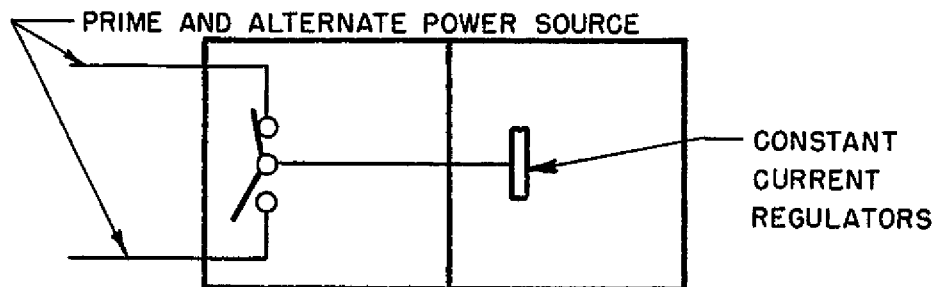 PRIME AND ALTERNATE POWER SOURCE
CONSTANT
CURRENT
REGULATORS